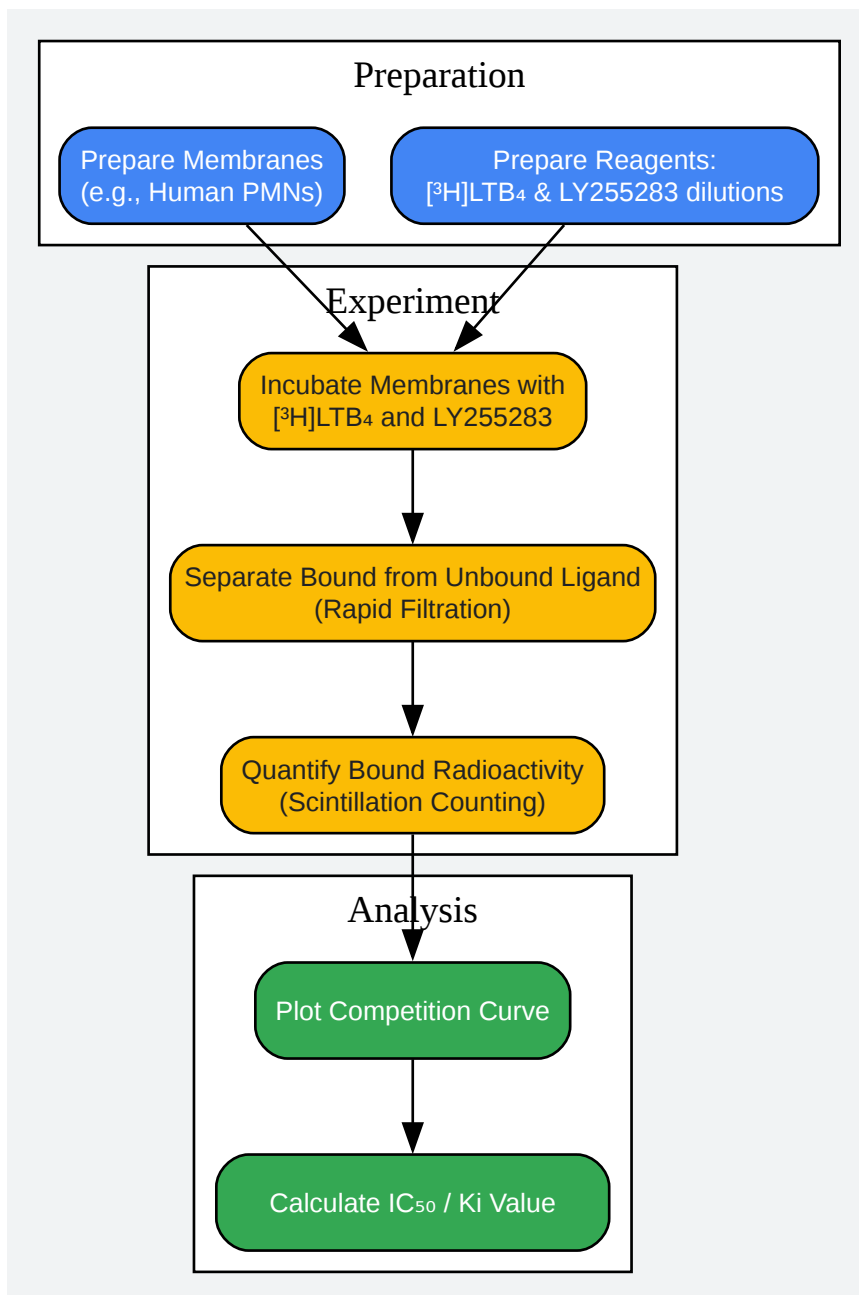 Preparation
Prepare Membranes
(e.g., Human PMNs)
Prepare Reagents:
[³H]LTB₄ & LY255283 dilutions
Experiment
Incubate Membranes with
[³H]LTB₄ and LY255283
Separate Bound from Unbound Ligand
(Rapid Filtration)
Quantify Bound Radioactivity
(Scintillation Counting)
Analysis
Plot Competition Curve
Calculate IC₅₀ / Ki Value